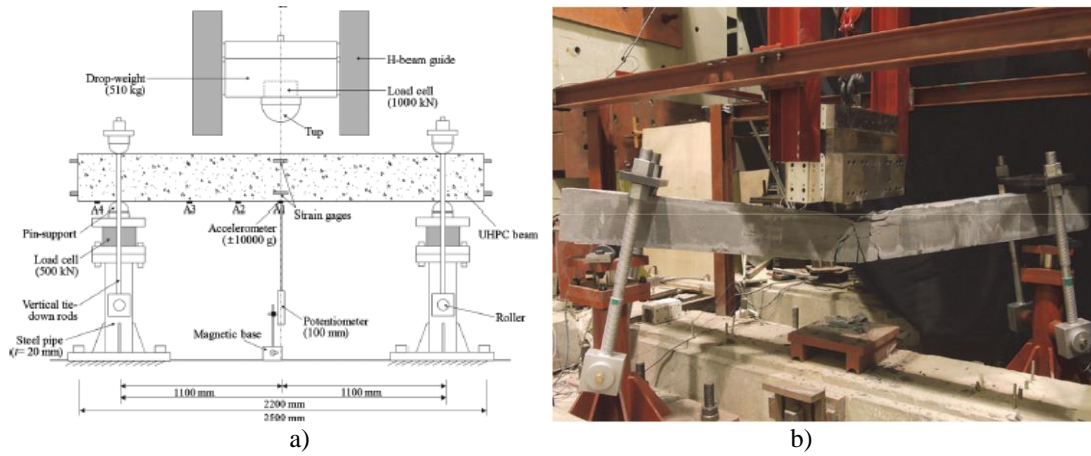 H-beam guide
Drop-weight
(510 kg)
Load cell
(1000 kN)
Tup
A4
A3
A2
A1
Strain gages
Pin-support
Accelerometer
(±10000 g)
UHPC beam
Load cell
(500 kN)
Vertical tie-
down rods
Potentiometer
(100 mm)
Roller
Steel pipe
(t= 20 mm)
Magnetic base
1100 mm
1100 mm
2200 mm
2500 mm
a)
b)